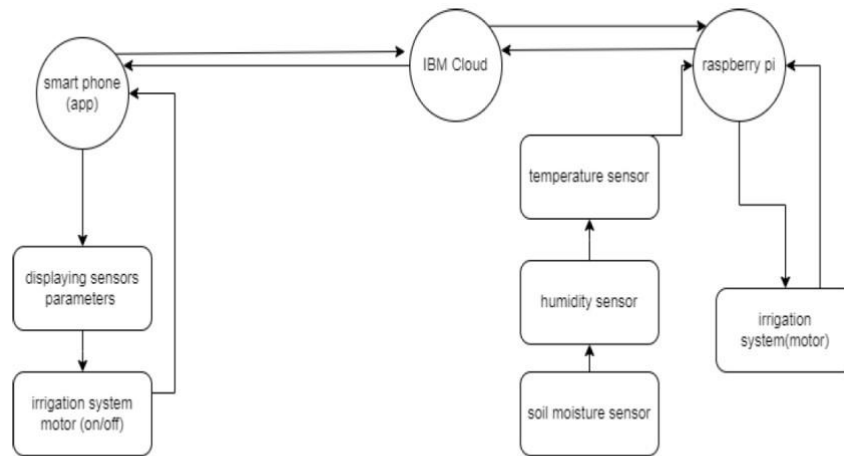 smart phone
(app)
IBM Cloud
raspberry pi
temperature sensor
displaying sensors
parameters
humidity sensor
irrigation
system(motor)
irrigation system
motor (on/off)
soil moisture sensor